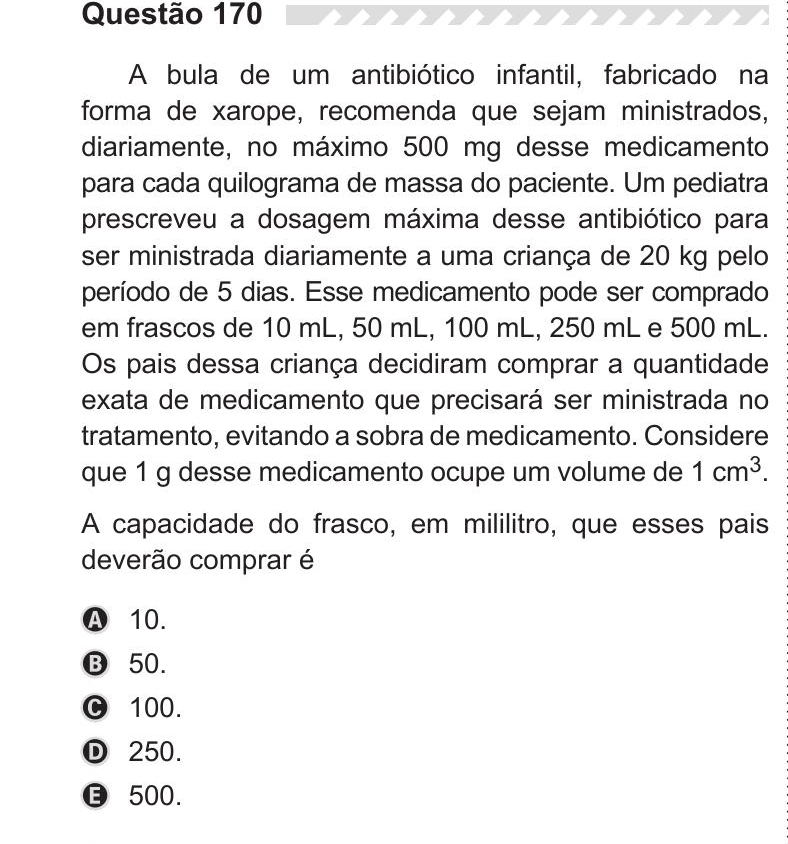 Questão 170
A bula de um antibiótico infantil, fabricado na
forma de xarope, recomenda que sejam ministrados,
diariamente, no máximo 500 mg desse medicamento
para cada quilograma de massa do paciente. Um pediatra
prescreveu a dosagem máxima desse antibiótico para
ser ministrada diariamente a uma criança de 20 kg pelo
período de 5 dias. Esse medicamento pode ser comprado
em frascos de 10 mL, 50 mL, 100 mL, 250 mL e 500 mL.
Os pais dessa criança decidiram comprar a quantidade
exata de medicamento que precisará ser ministrada no
tratamento, evitando a sobra de medicamento. Considere
que 1 g desse medicamento ocupe um volume de 1 cm³.
A capacidade do frasco, em mililitro, que esses pais
deverão comprar é
A 10.
B 50.
C 100.
D 250.
E 500.